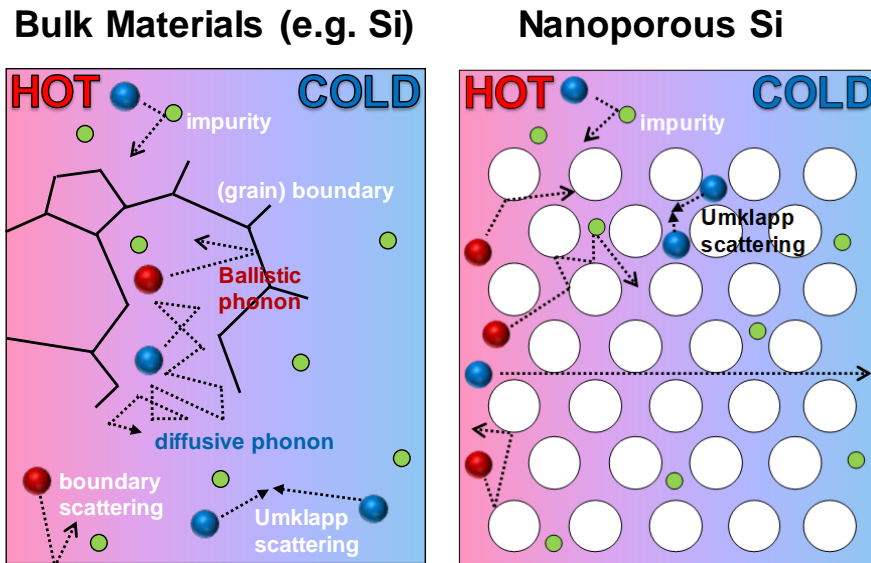 Bulk Materials (e.g. Si)
HOT
COLD
impurity
(grain) boundary
Ballistic
phonon
diffusive phonon
boundary
scattering
Umklapp
scattering
Nanoporous Si
HOT
COLD
impurity
Umklapp
scattering